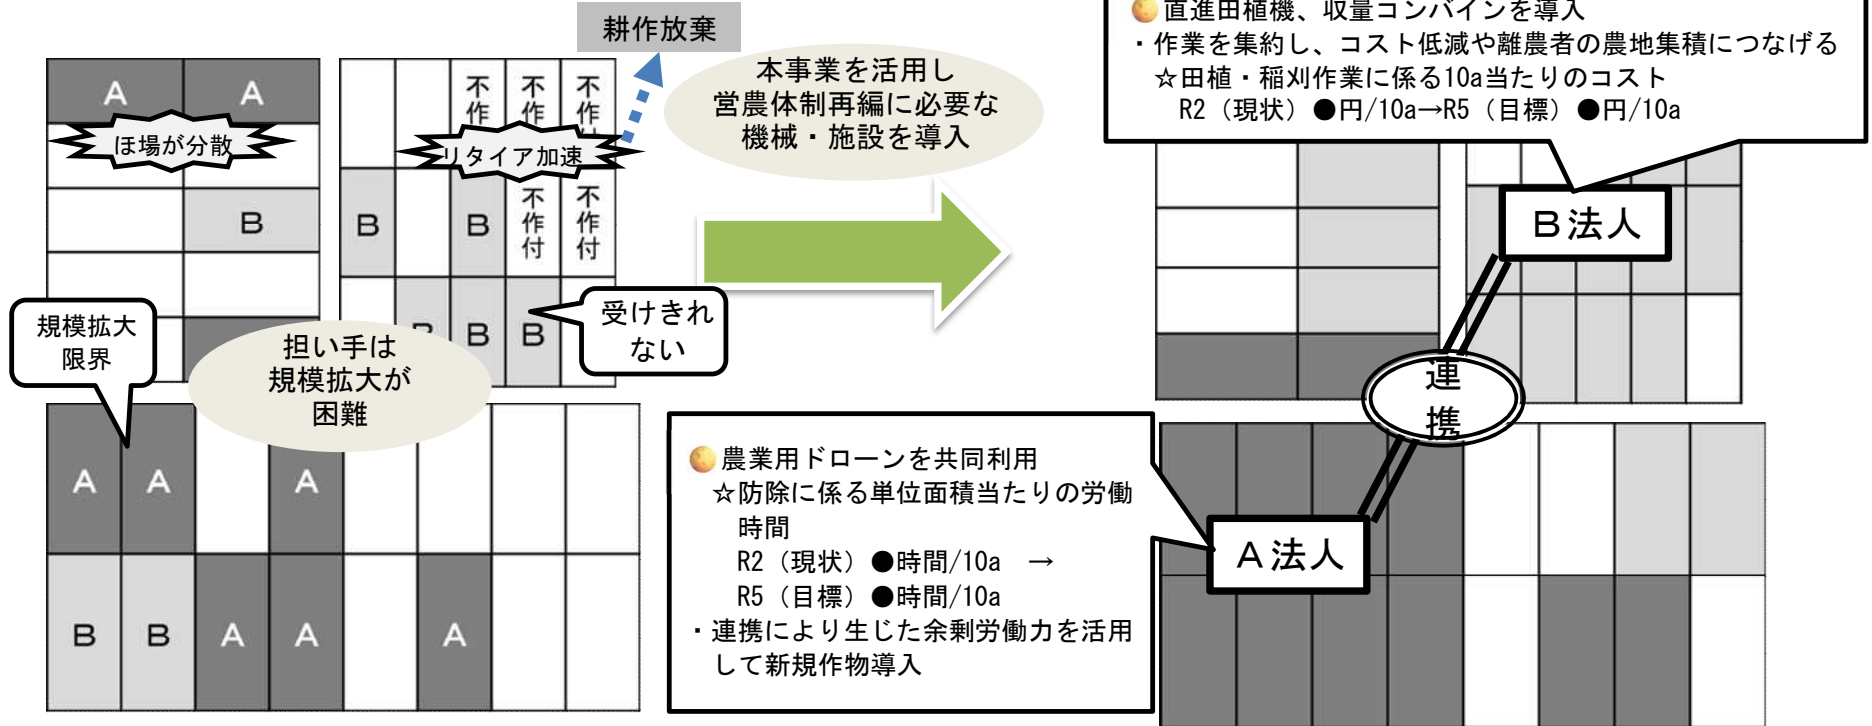 耕作放棄
A A
ほ場が分散
B
不作
不作
不作
リタイア加速
B
B
不作付
不作付
B
B
B
受けきれ
ない
規模拡大
限界
担い手は
規模拡大が
困難
A A A
B B A A A
本事業を活用し
営農体制再編に必要な
機械・施設を導入
直進田植機、収量コンバインを導入
・作業を集約し、コスト低減や離農者の農地集積につなげる
☆田植・稲刈作業に係る10a当たりのコスト
R2（現状）●円/10a→R5（目標）●円/10a
B法人
連
携
A法人
農業用ドローンを共同利用
☆防除に係る単位面積当たりの労働
時間
R2（現状）●時間/10a →
R5（目標）●時間/10a
・連携により生じた余剰労働力を活用
して新規作物導入